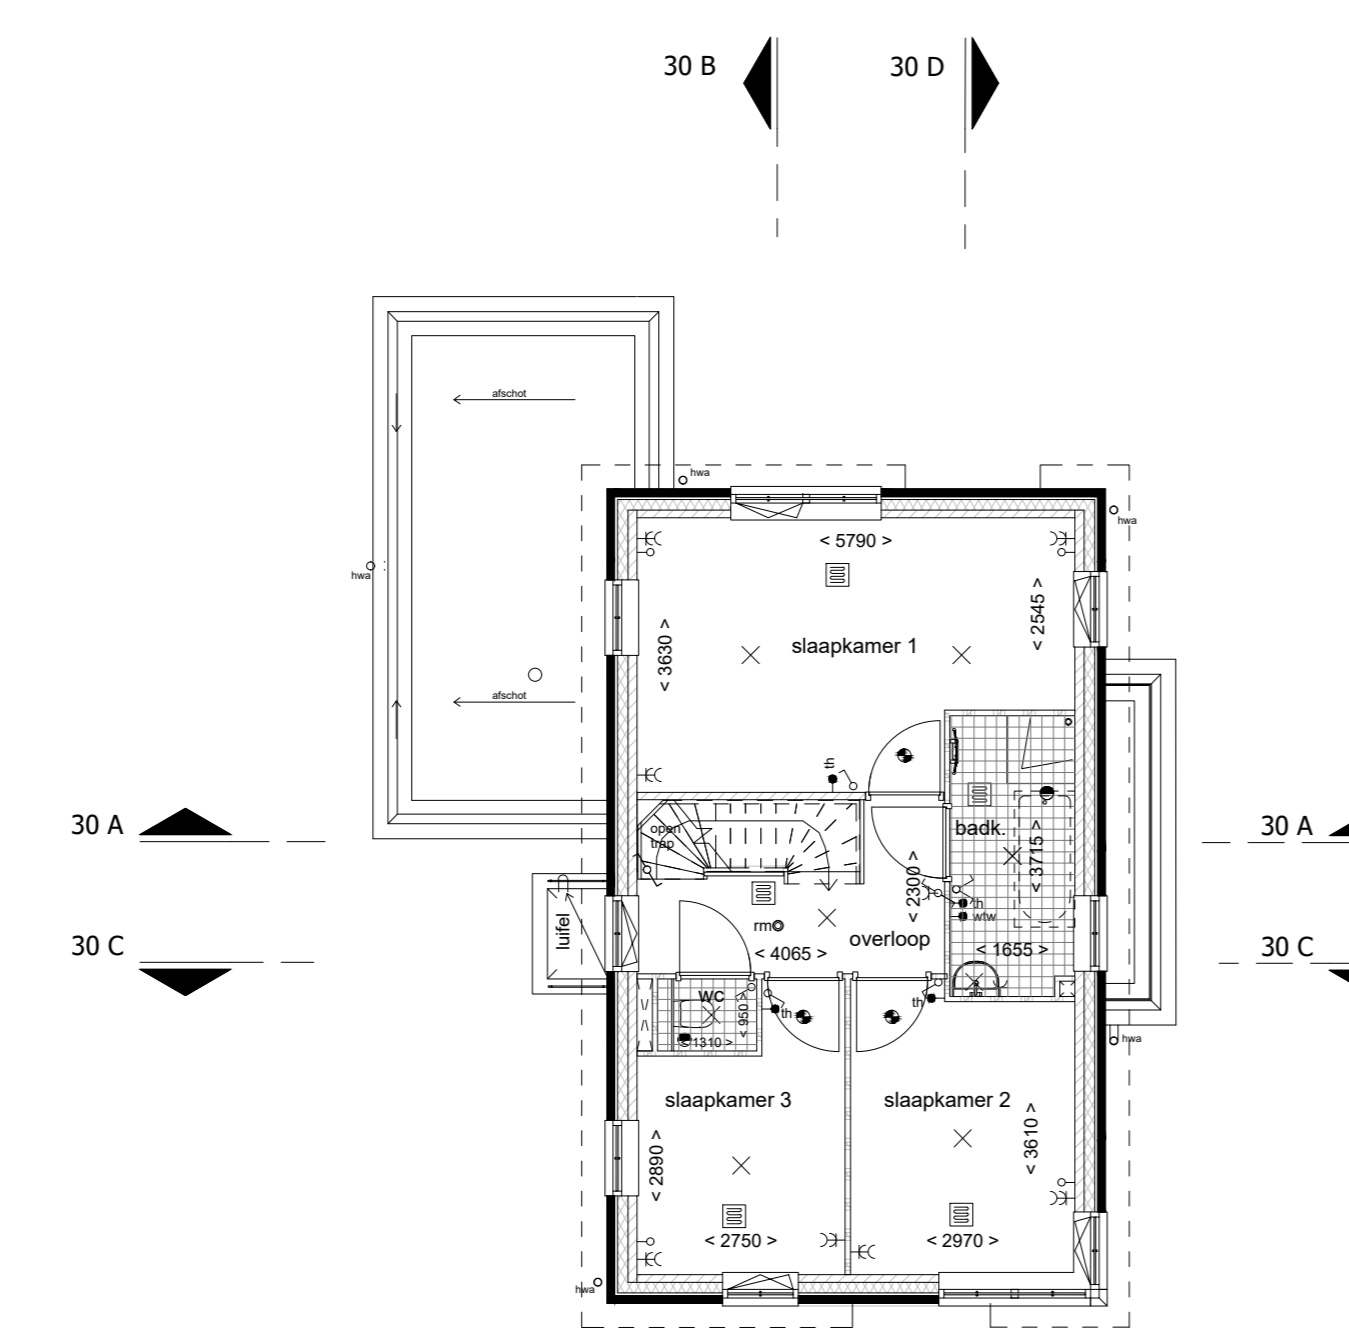 30 B
30 D
afschot
hwa
hwa
< 5790 >
hwa
< 3630 >
< 2545 >
slaapkamer 1
afschot
th
30 A
open
trap
badk.
30 A
< 3715 >
< 2300 >
th
wtw
luifel
rm
overloop
30 C
< 4065 >
< 1655 >
30 C
wc
< 950 >
th
th
< 1310 >
hwa
slaapkamer 3
slaapkamer 2
< 3610 >
< 2890 >
< 2750 >
< 2970 >
hwa